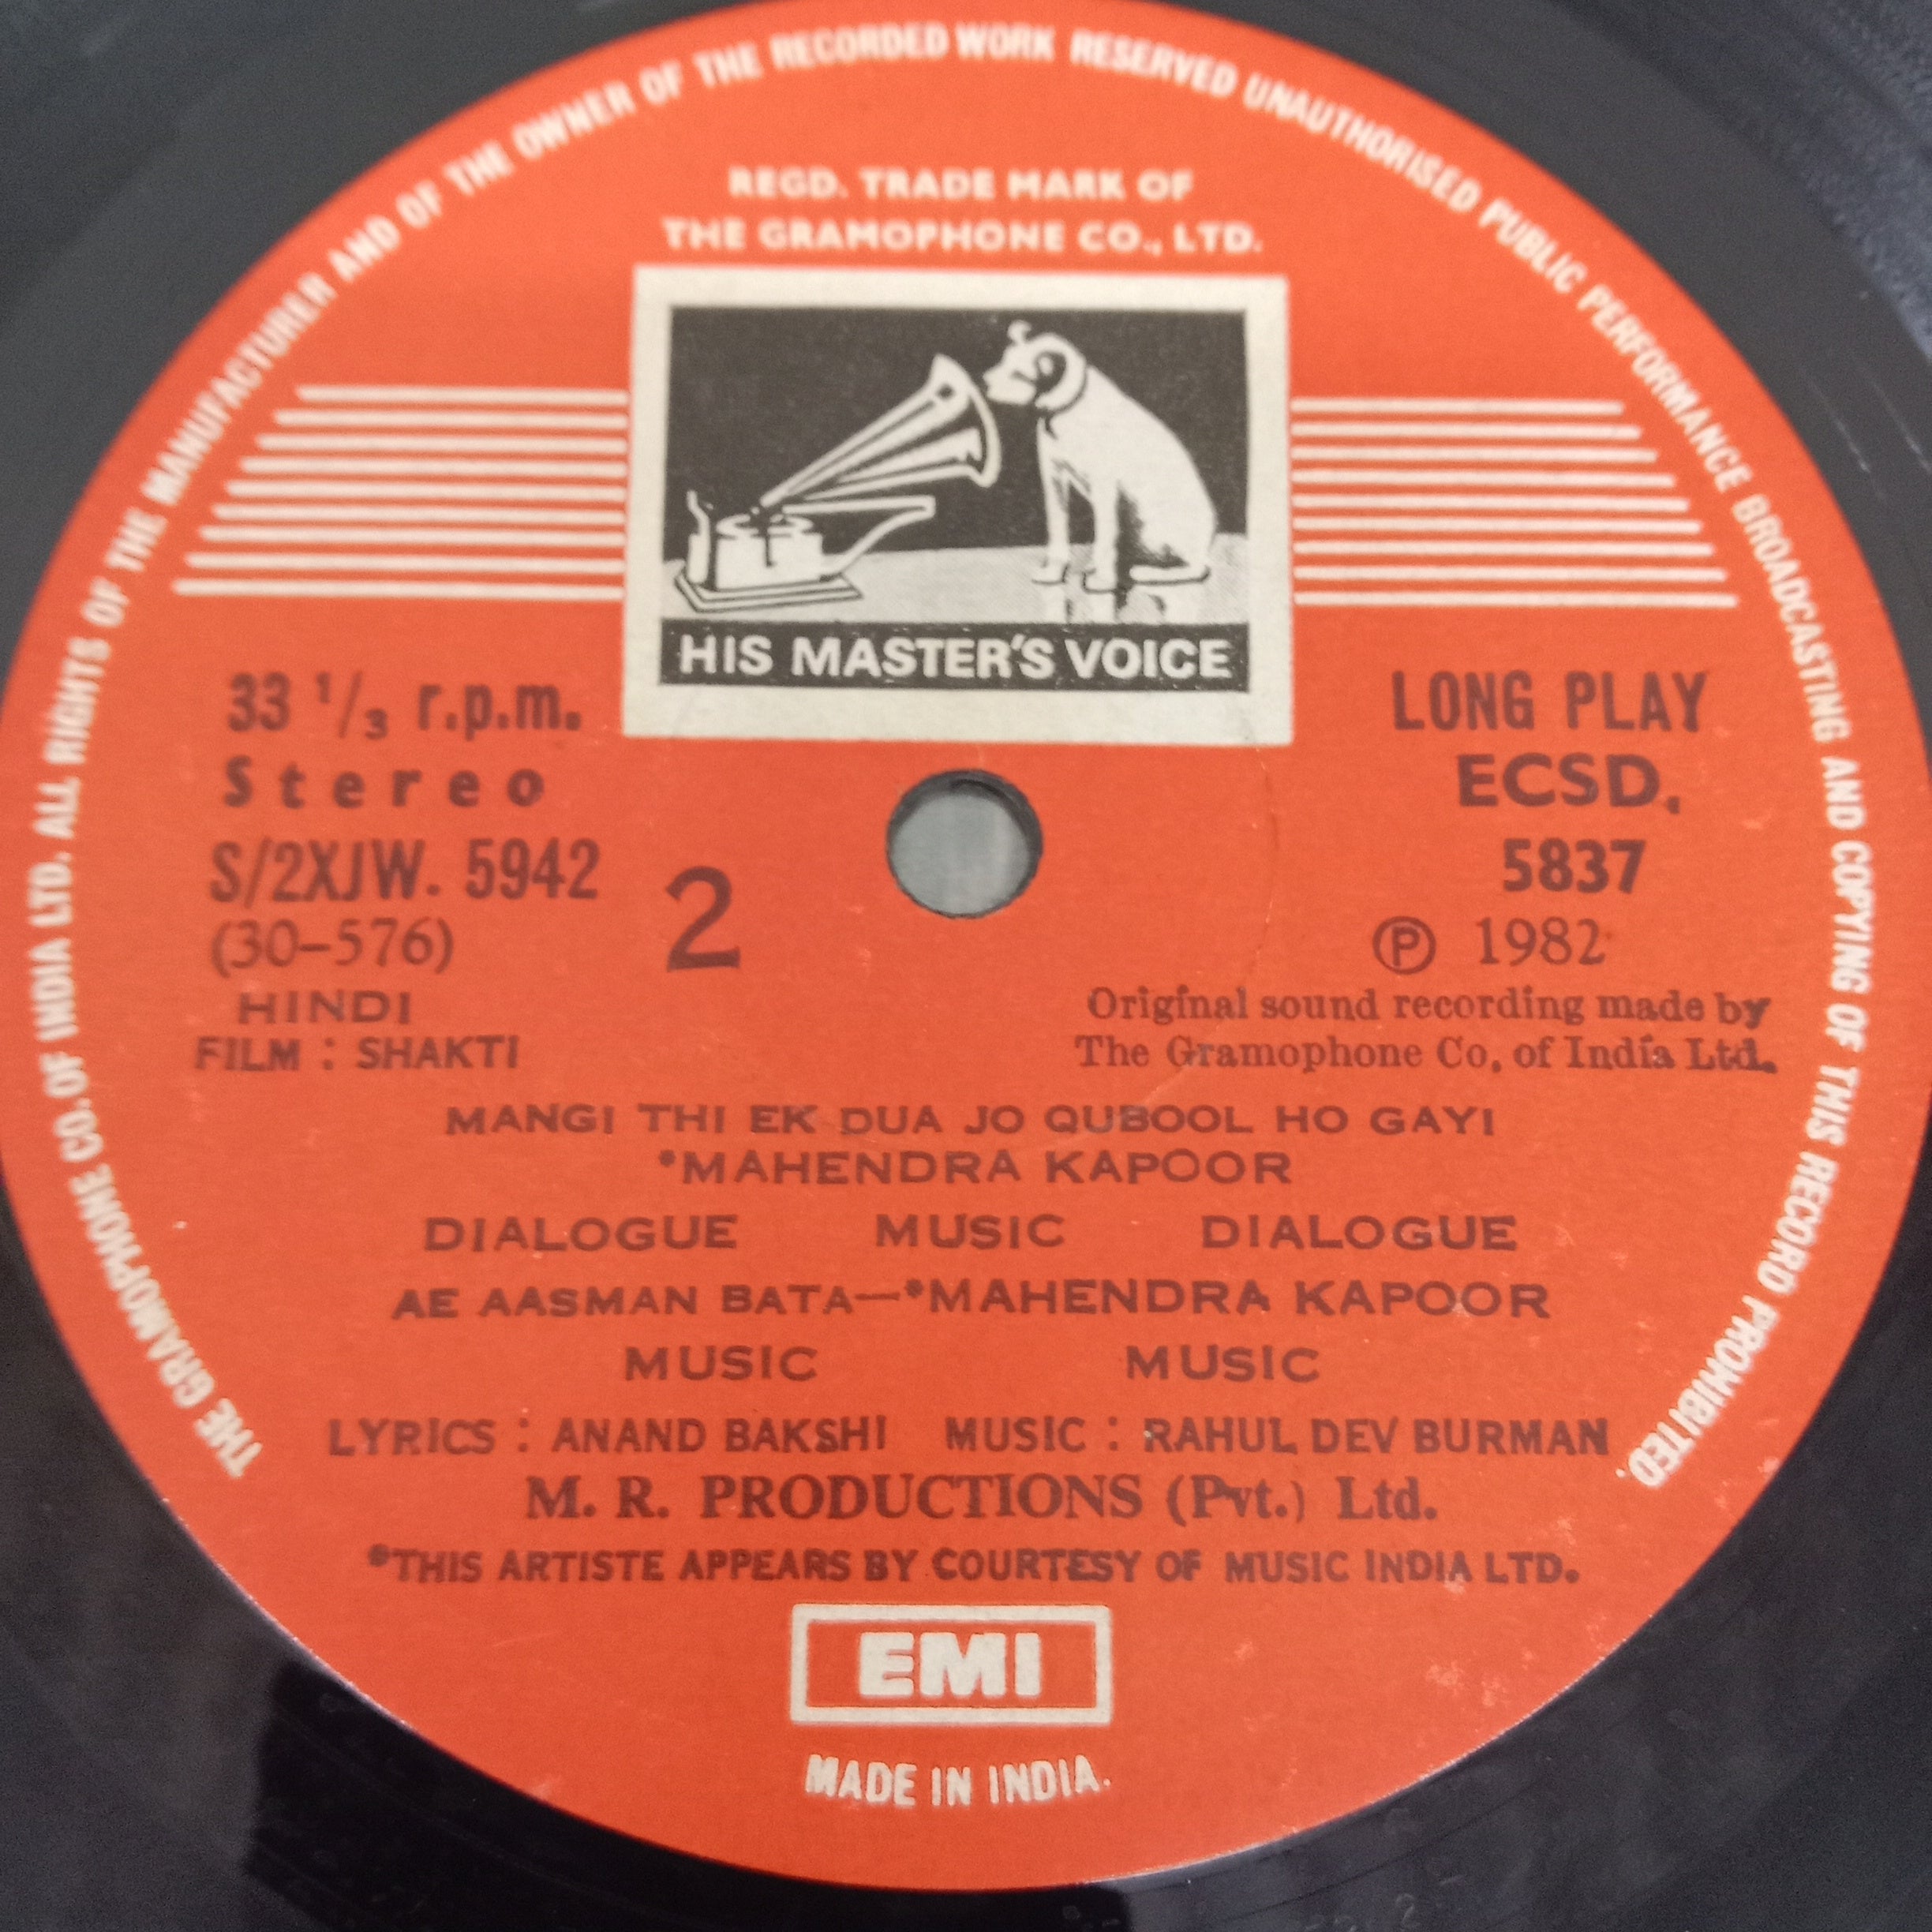 THE GRAMOPHONE CO. OF INDIA LTD. ALL RIGHTS OF THE MANUFACTURER AND OF THE OWNER OF THE RECORDED WORK RESERVED UNAUTHORISED PUBLIC PERFORMANCE BROADCASTING AND COPYING OF THIS RECORD PROHIBITED.
REGD. TRADE MARK OF
THE GRAMOPHONE CO., LTD.
HIS MASTER'S VOICE
33 1/3 r.p.m.
Stereo
S/2XJW. 5942
(30-576)
HINDI
FILM : SHAKTI
2
LONG PLAY
ECSD.
5837
℗ 1982
Original sound recording made by
The Gramophone Co. of India Ltd.
MANGI THI EK DUA JO QUBOOL HO GAYI
*MAHENDRA KAPOOR
DIALOGUE MUSIC DIALOGUE
AE AASMAN BATA—*MAHENDRA KAPOOR
MUSIC MUSIC
LYRICS : ANAND BAKSHI MUSIC : RAHUL DEV BURMAN
M. R. PRODUCTIONS (Pvt.) Ltd.
*THIS ARTISTE APPEARS BY COURTESY OF MUSIC INDIA LTD.
EMI
MADE IN INDIA.